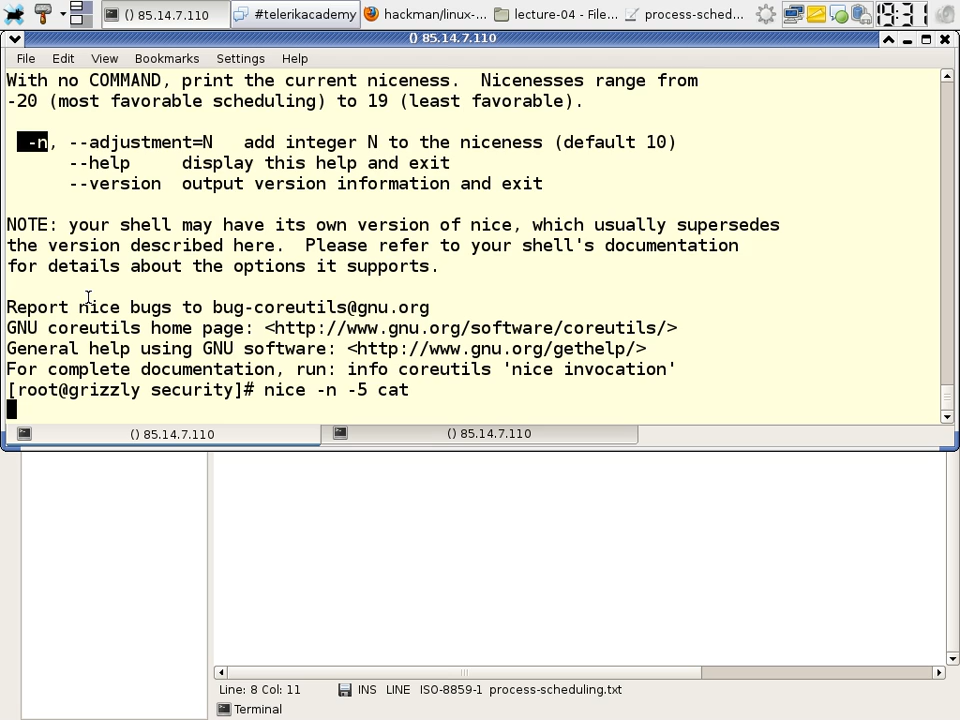 () 85.14.7.110
#telerikacademy
hackman/linux-...
lecture-04 - File...
process-sched...
19:31
() 85.14.7.110
File Edit View Bookmarks Settings Help
With no COMMAND, print the current niceness.  Nicenesses range from
-20 (most favorable scheduling) to 19 (least favorable).
-n, --adjustment=N   add integer N to the niceness (default 10)
--help     display this help and exit
--version  output version information and exit
NOTE: your shell may have its own version of nice, which usually supersedes
the version described here.  Please refer to your shell's documentation
for details about the options it supports.
Report nice bugs to bug-coreutils@gnu.org
GNU coreutils home page: <http://www.gnu.org/software/coreutils/>
General help using GNU software: <http://www.gnu.org/gethelp/>
For complete documentation, run: info coreutils 'nice invocation'
[root@grizzly security]# nice -n -5 cat
() 85.14.7.110
() 85.14.7.110
Line: 8 Col: 11 INS LINE ISO-8859-1 process-scheduling.txt
Terminal